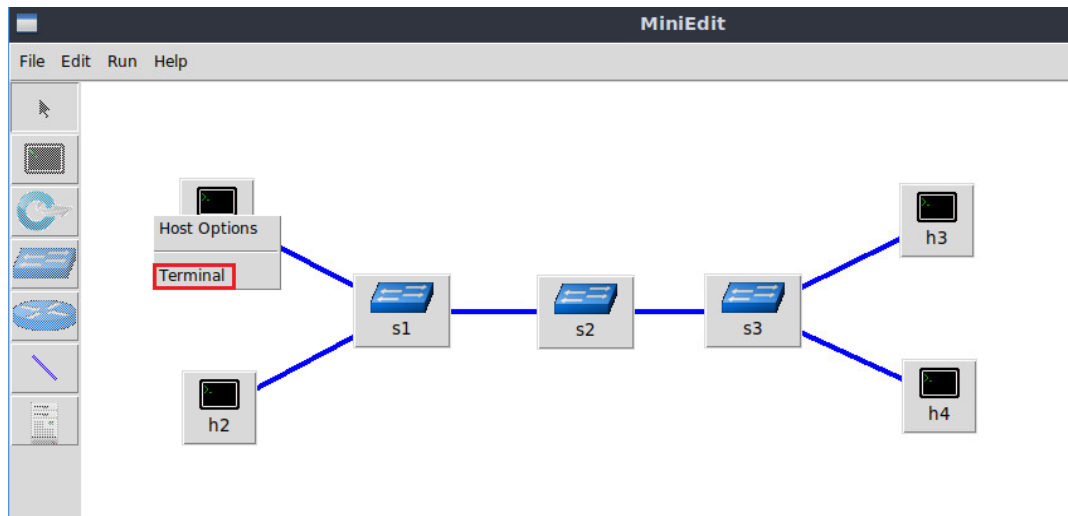 MiniEdit
File Edit Run Help
Host Options
Terminal
h3
s1
s2
s3
h2
h4